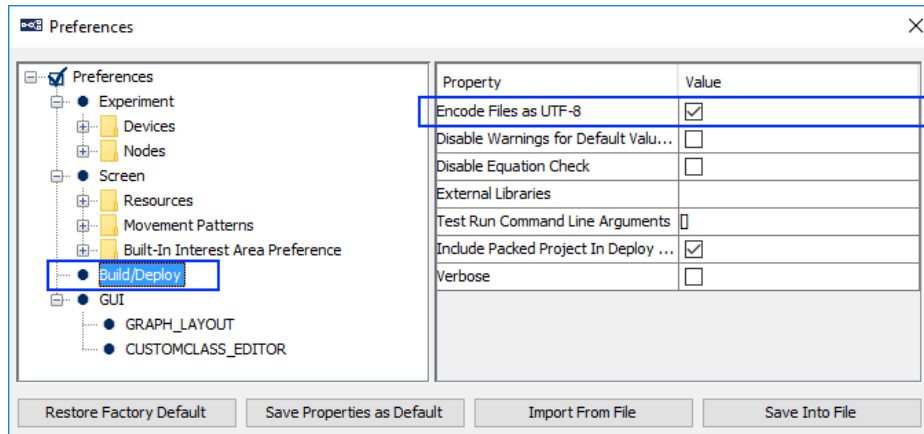 Preferences
Preferences
Experiment
Devices
Nodes
Screen
Resources
Movement Patterns
Built-In Interest Area Preference
Build/Deploy
GUI
GRAPH_LAYOUT
CUSTOMCLASS_EDITOR
Property Value
Encode Files as UTF-8
Disable Warnings for Default Valu...
Disable Equation Check
External Libraries
Test Run Command Line Arguments []
Include Packed Project In Deploy ...
Verbose
Restore Factory Default Save Properties as Default Import From File Save Into File